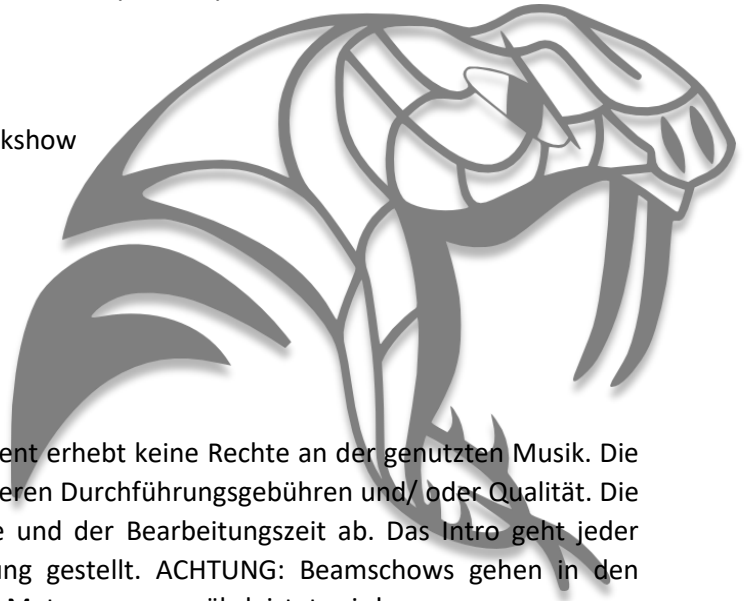 kshow
ent erhebt keine Rechte an der genutzten Musik. Die
eren Durchführungsgebühren und/ oder Qualität. Die
e und der Bearbeitungszeit ab. Das Intro geht jeder
ung gestellt. ACHTUNG: Beamschows gehen in den